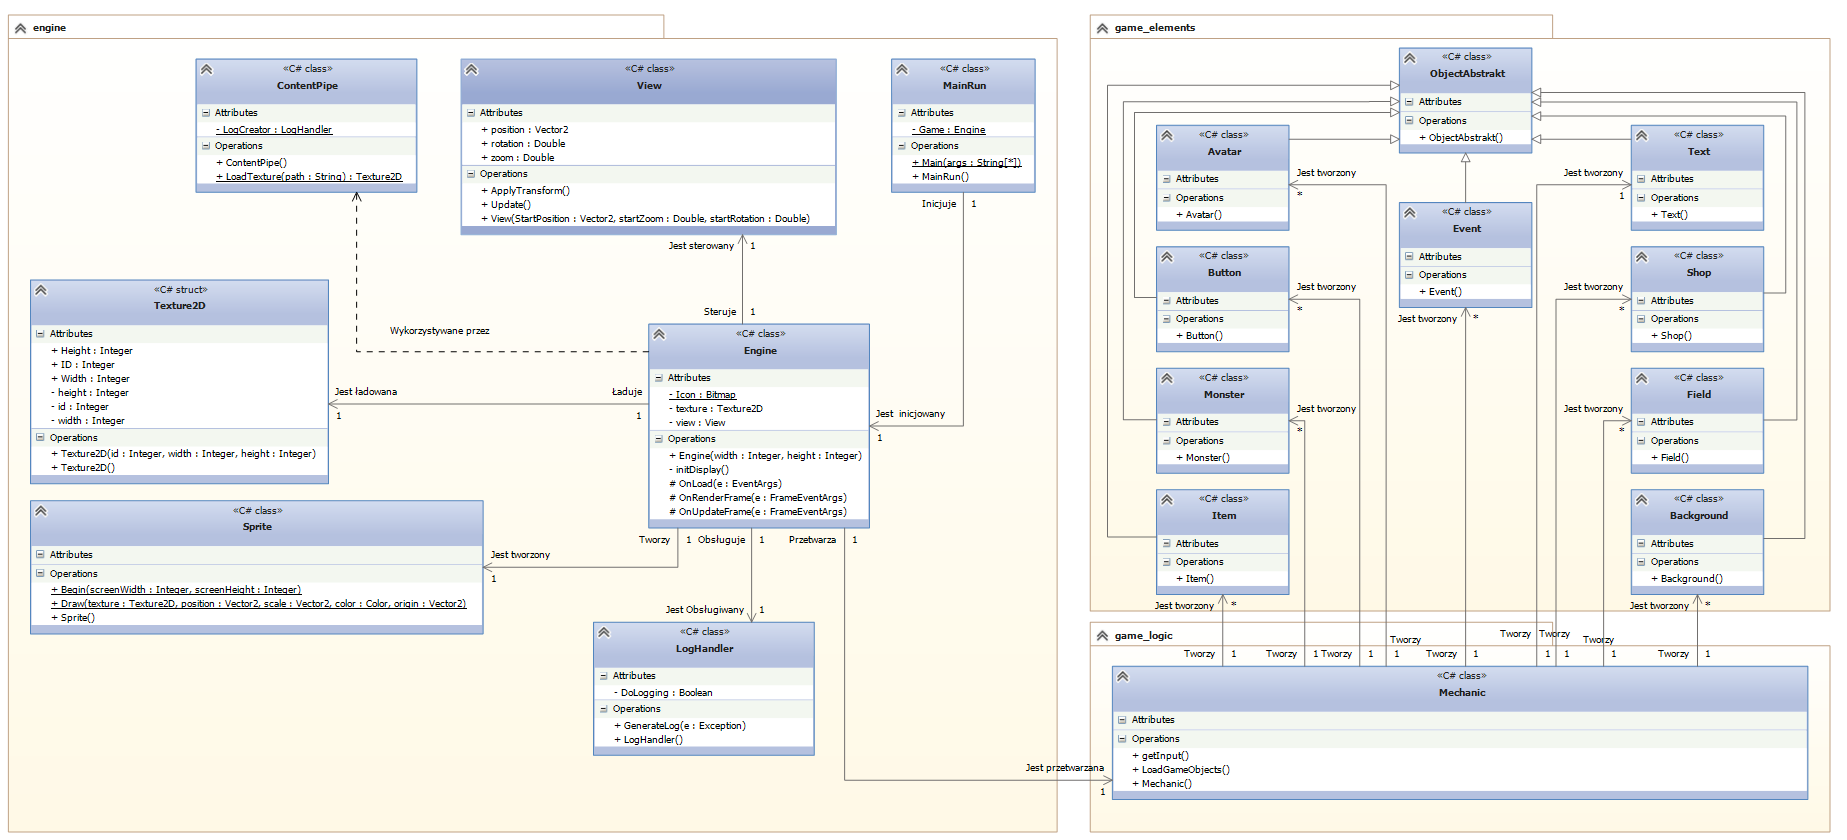 engine
«C# class»
ContentPipe
Attributes
- LogCreator : LogHandler
Operations
+ ContentPipe()
+ LoadTexture(path : String) : Texture2D
«C# class»
View
Attributes
+ position : Vector2
+ rotation : Double
+ zoom : Double
Operations
+ ApplyTransform()
+ Update()
+ View(StartPosition : Vector2, startZoom : Double, startRotation : Double)
«C# class»
MainRun
Attributes
- Game : Engine
Operations
+ Main(args : String[*])
+ MainRun()
Inicjuje 1
Jest sterowany 1
Steruje 1
Wykorzystywane przez
«C# struct»
Texture2D
Attributes
+ Height : Integer
+ ID : Integer
+ Width : Integer
- height : Integer
- id : Integer
- width : Integer
Operations
+ Texture2D(id : Integer, width : Integer, height : Integer)
+ Texture2D()
Jest ładowana
1
Ładuje
1
«C# class»
Engine
Attributes
- Icon : Bitmap
- texture : Texture2D
- view : View
Operations
+ Engine(width : Integer, height : Integer)
- initDisplay()
# OnLoad(e : EventArgs)
# OnRenderFrame(e : FrameEventArgs)
# OnUpdateFrame(e : FrameEventArgs)
Jest inicjowany
1
Tworzy 1
Obsługuje 1
Przetwarza 1
«C# class»
Sprite
Attributes
Operations
+ Begin(screenWidth : Integer, screenHeight : Integer)
+ Draw(texture : Texture2D, position : Vector2, scale : Vector2, color : Color, origin : Vector2)
+ Sprite()
Jest tworzony
1
Jest Obsługiwany 1
«C# class»
LogHandler
Attributes
- DoLogging : Boolean
Operations
+ GenerateLog(e : Exception)
+ LogHandler()
Jest przetwarzana
1
game_elements
«C# class»
ObjectAbstrakt
Attributes
Operations
+ ObjectAbstrakt()
«C# class»
Avatar
Attributes
Operations
+ Avatar()
Jest tworzony
*
«C# class»
Text
Attributes
Operations
+ Text()
Jest tworzony
1
«C# class»
Event
Attributes
Operations
+ Event()
Jest tworzony *
«C# class»
Button
Attributes
Operations
+ Button()
Jest tworzony
*
«C# class»
Shop
Attributes
Operations
+ Shop()
Jest tworzony
*
«C# class»
Monster
Attributes
Operations
+ Monster()
Jest tworzony
*
«C# class»
Field
Attributes
Operations
+ Field()
Jest tworzony
*
«C# class»
Item
Attributes
Operations
+ Item()
Jest tworzony *
«C# class»
Background
Attributes
Operations
+ Background()
Jest tworzony *
game_logic
Tworzy Tworzy Tworzy Tworzy
Tworzy 1 Tworzy 1 Tworzy 1 1 Tworzy 1 1 1 1 Tworzy 1
«C# class»
Mechanic
Attributes
Operations
+ getInput()
+ LoadGameObjects()
+ Mechanic()